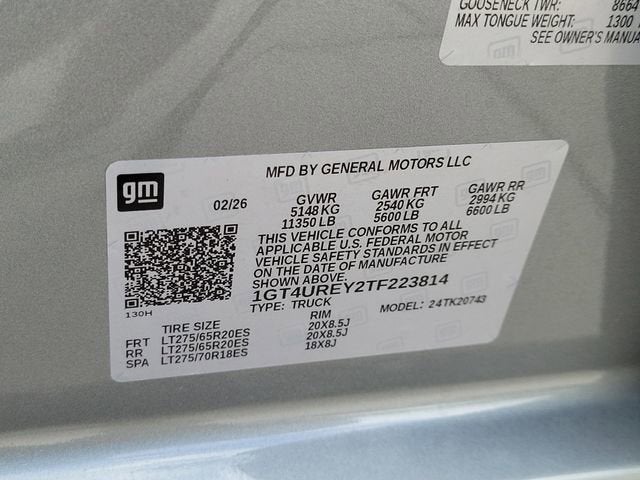 GOOSENECK TWR: 8664
MAX TONGUE WEIGHT: 1300
SEE OWNER'S MANUA
gm
MFD BY GENERAL MOTORS LLC
02/26
GVWR GAWR FRT GAWR RR
5148 KG 2540 KG 2994 KG
11350 LB 5600 LB 6600 LB
THIS VEHICLE CONFORMS TO ALL
APPLICABLE U.S. FEDERAL MOTOR
VEHICLE SAFETY STANDARDS IN EFFECT
ON THE DATE OF MANUFACTURE
SHOWN ABOVE.
1GT4UREY2TF223814
TYPE: TRUCK MODEL: 24TK20743
130H
TIRE SIZE RIM
FRT LT275/65R20ES 20X8.5J
RR LT275/65R20ES 20X8.5J
SPA LT275/70R18ES 18X8J